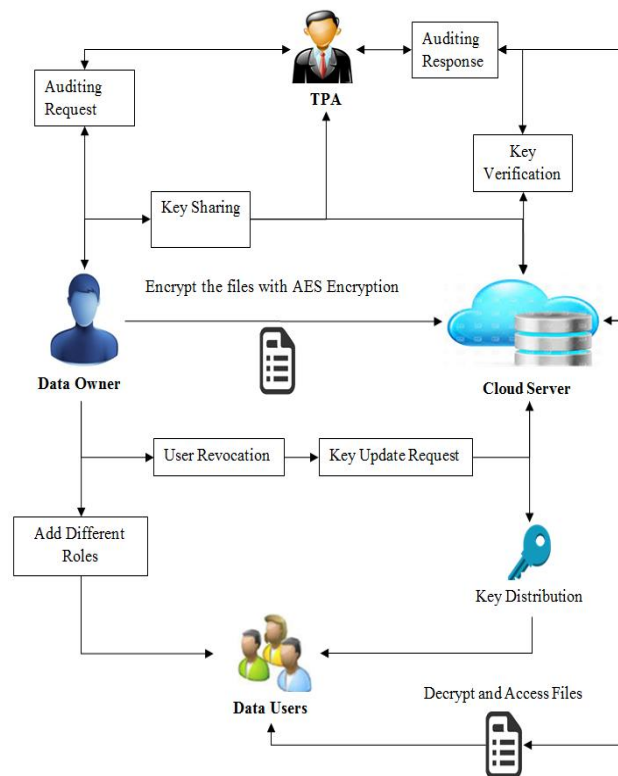 Auditing
Request
TPA
Auditing
Response
Key
Verification
Key Sharing
Encrypt the files with AES Encryption
Data Owner
Cloud Server
User Revocation
Key Update Request
Add Different
Roles
Key Distribution
Data Users
Decrypt and Access Files